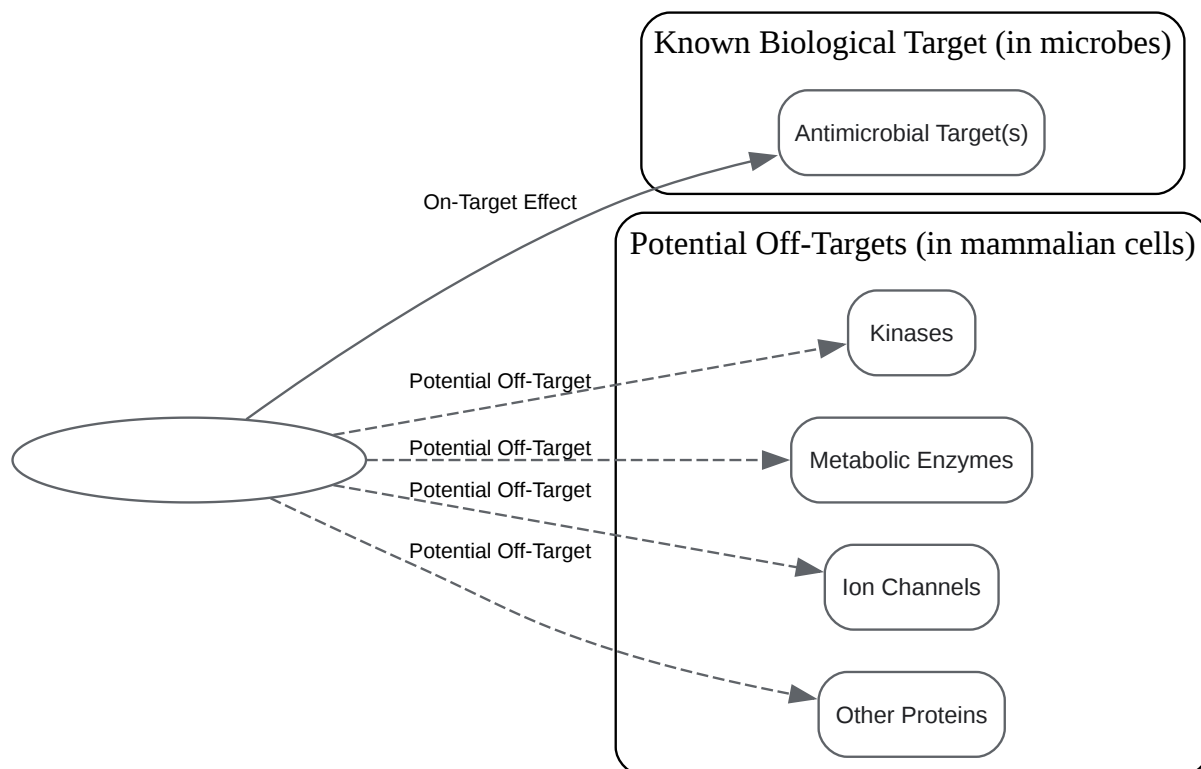 Known Biological Target (in microbes)
Antimicrobial Target(s)
On-Target Effect
Potential Off-Targets (in mammalian cells)
Kinases
Potential Off-Target
Potential Off-Target
Metabolic Enzymes
Potential Off-Target
Potential Off-Target
Ion Channels
Other Proteins